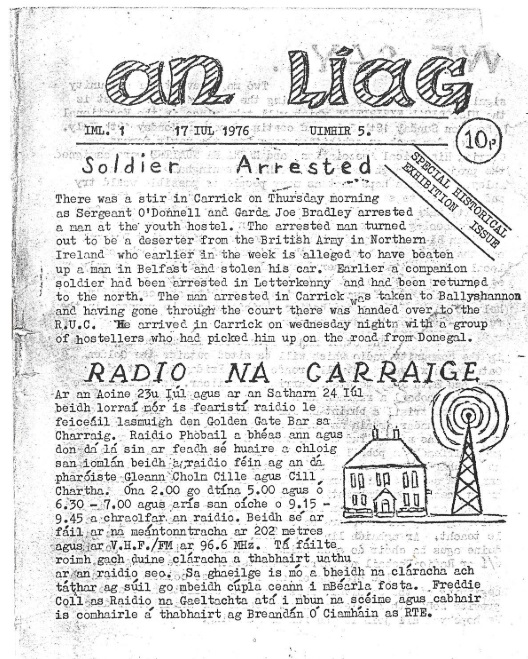 an Líag
IML. 1    17 IUL 1976    UIMHIR 5.
10p
SPECIAL HISTORICAL
EXHIBITION ISSUE
Soldier Arrested
There was a stir in Carrick on Thursday morning
as Sergeant O'Donnell and Garda Joe Bradley arrested
a man at the youth hostel. The arrested man turned
out to be a deserter from the British Army in Northern
Ireland who earlier in the week is alleged to have beaten
up a man in Belfast and stolen his car. Earlier a companion
soldier had been arrested in Letterkenny and had been returned
to the north. The man arrested in Carrick was taken to Ballyshannon
and having gone through the court there was handed over to the
R.U.C. He arrived in Carrick on wednesday night with a group
of hostellers who had picked him up on the road from Donegal.
RADIO NA CARRAIGE
Ar an Aoine 23u Iúl agus ar an Satharn 24 Iúl
beidh lorraí mór is fearistí raidio le
feiceáil lasmuigh den Golden Gate Bar sa
Charraig. Raidio Phobail a bhéas ann agus
don dá lá sin ar feadh sé huaire a chloig
san iomlán beidh a raidio féin ag an dá
pharóiste Gleann Cholm Cille agus Cill
Chartha. Óna 2.00 go dtína 5.00 agus ó
6.30 - 7.00 agus arís san oíche o 9.15 -
9.45 a chraolfar an raidio. Beidh sé ar
fáil ar na meántonntracha ar 202 metres
agus ar V.H.F./FM ar 96.6 MHz. Tá fáilte
roimh gach duine cláracha a thabhairt uathu
ar an raidio seo. Sa ghaeilge is mó a bheidh na cláracha ach
táthar ag súil go mbeidh cúpla ceann i mBéarla fosta. Freddie
Coll as Raidio na Gaeltachta atá i mbun na scéime agus cabhair
is comhairle á thabhairt ag Breandán Ó Ciamháin as RTE.